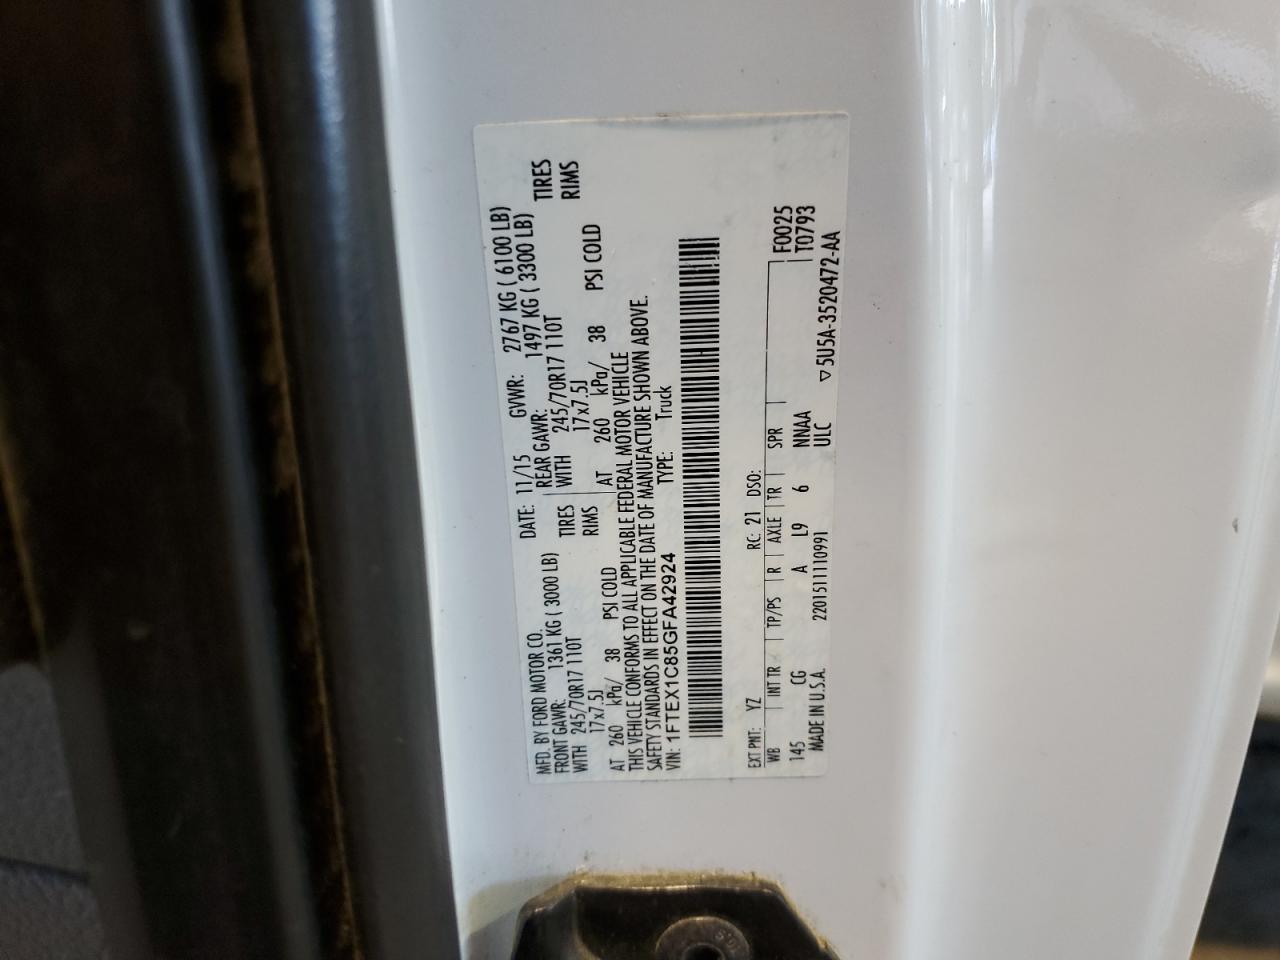 MFD. BY FORD MOTOR CO. DATE: 11/15 GVWR: 2767 KG ( 6100 LB)
FRONT GAWR: 1361 KG ( 3000 LB) REAR GAWR: 1497 KG ( 3300 LB)
WITH 245/70R17 110T TIRES WITH 245/70R17 110T TIRES
17x7.5J RIMS 17x7.5J RIMS
AT 260 kPa/ 38 PSI COLD AT 260 kPa/ 38 PSI COLD
THIS VEHICLE CONFORMS TO ALL APPLICABLE FEDERAL MOTOR VEHICLE
SAFETY STANDARDS IN EFFECT ON THE DATE OF MANUFACTURE SHOWN ABOVE.
VIN: 1FTEX1C85GFA42924 TYPE: Truck
EXT PNT: YZ RC: 21 DSO: F0025
WB INT TR TP/PS R AXLE TR SPR T0793
145 CG A L9 6 NNAA
MADE IN U.S.A. 2201511110991 ULC ▽5U5A-3520472-AA